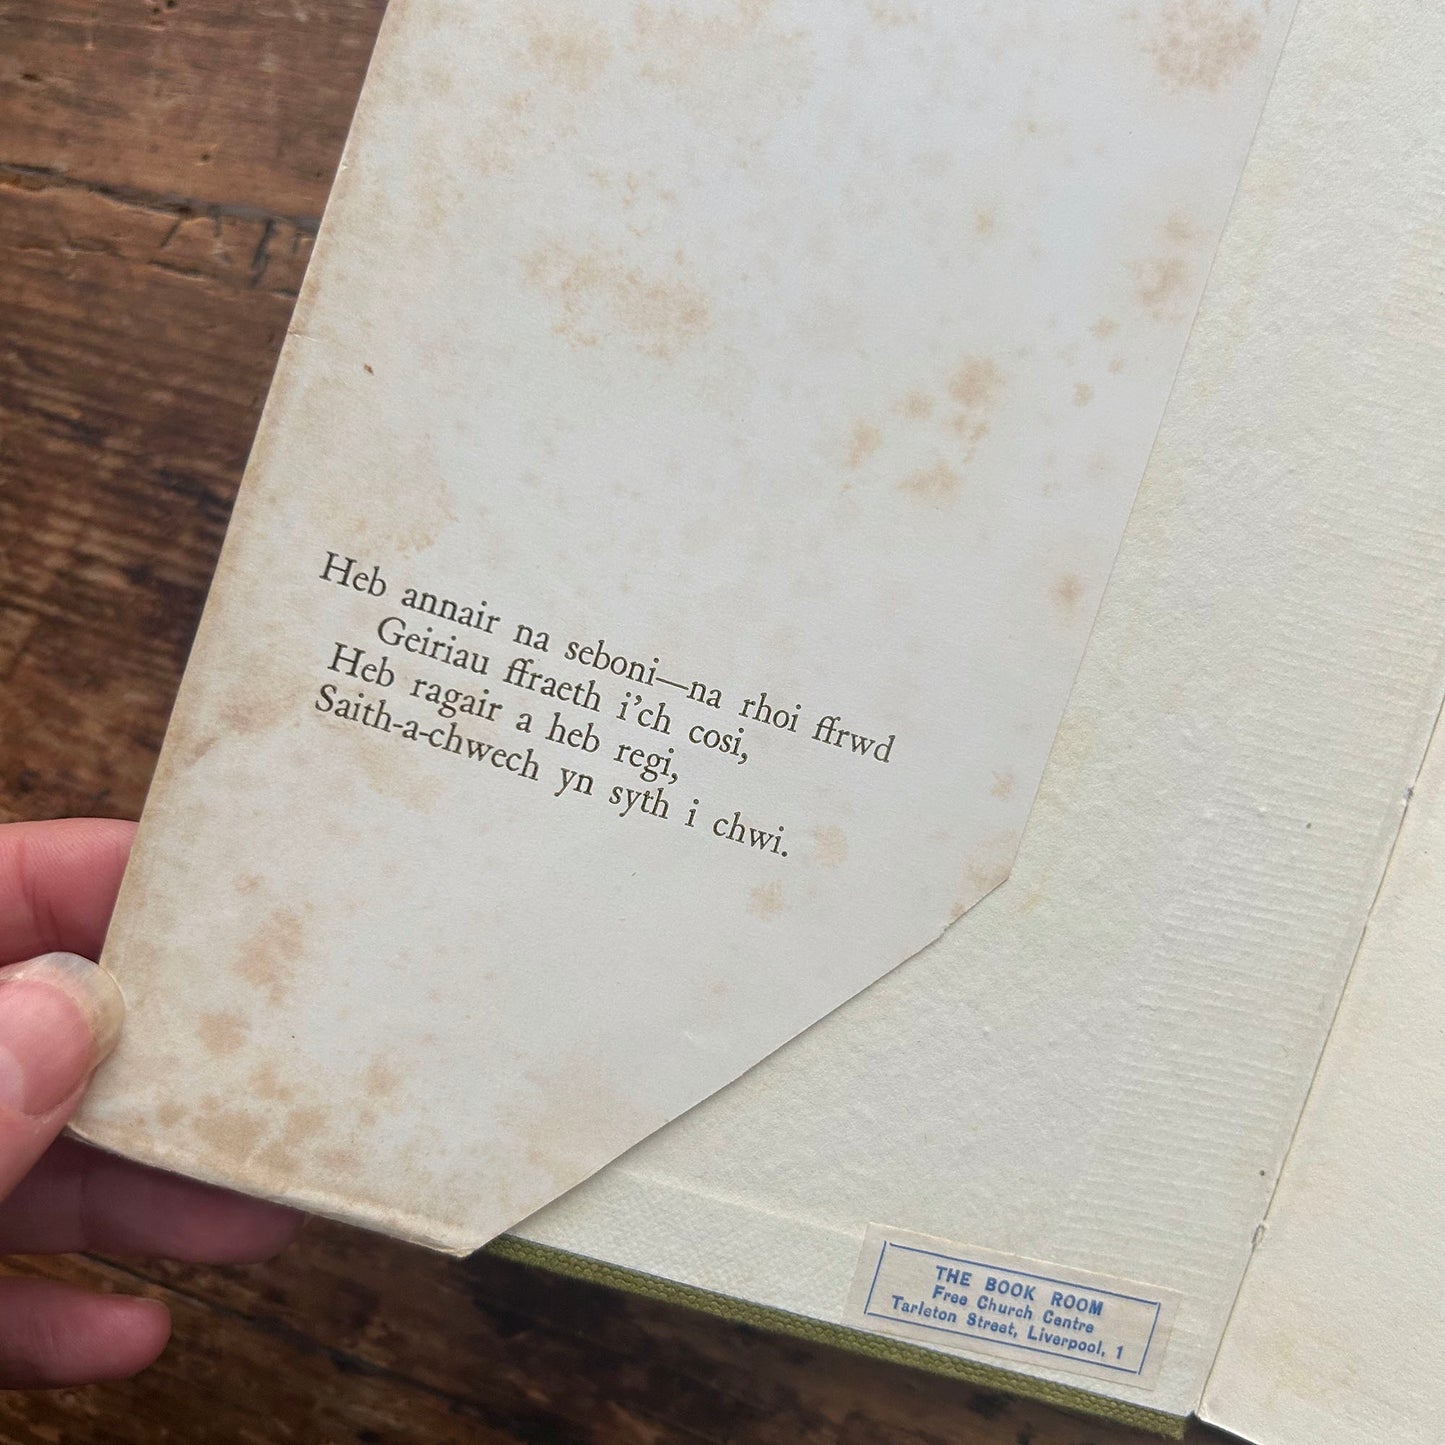 Heb annair na seboni—na rhoi ffrwd
Geiriau ffraeth i’ch cosi,
Heb ragair a heb regi,
Saith-a-chwech yn syth i chwi.
THE BOOK ROOM
Free Church Centre
Tarleton Street, Liverpool, 1